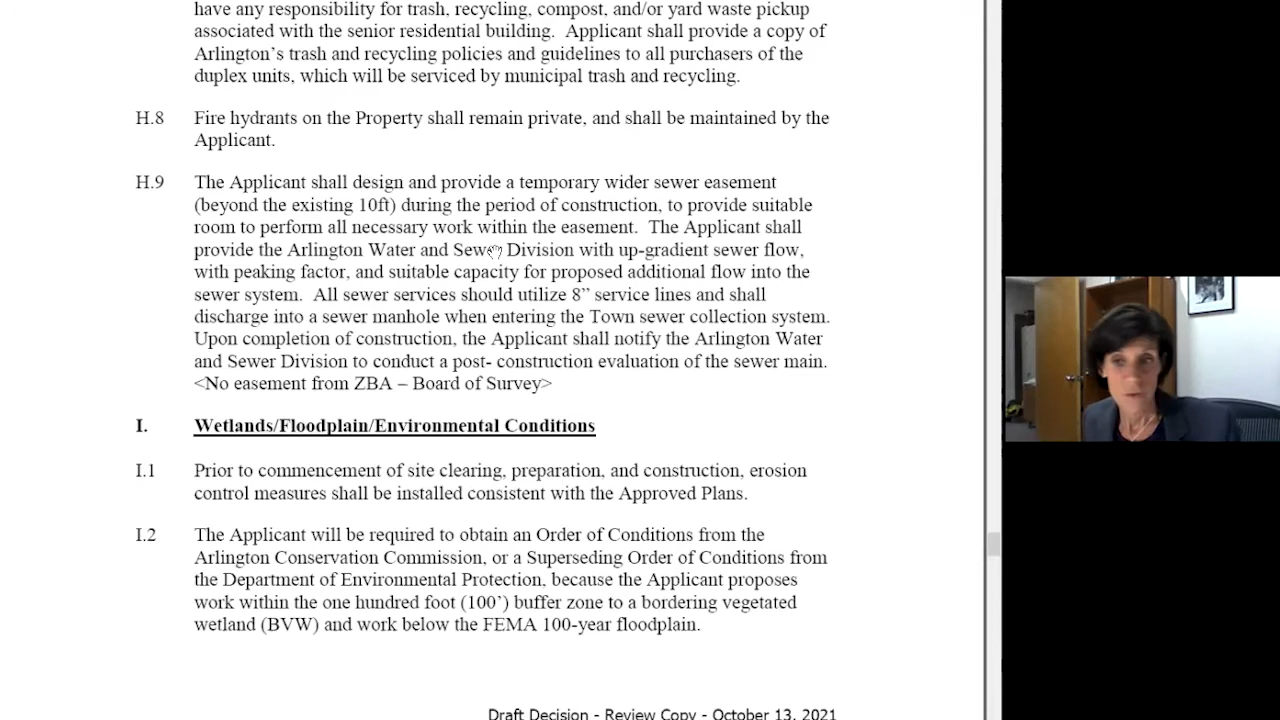 have any responsibility for trash, recycling, compost, and/or yard waste pickup
associated with the senior residential building.  Applicant shall provide a copy of
Arlington’s trash and recycling policies and guidelines to all purchasers of the
duplex units, which will be serviced by municipal trash and recycling.
H.8 Fire hydrants on the Property shall remain private, and shall be maintained by the
Applicant.
H.9 The Applicant shall design and provide a temporary wider sewer easement
(beyond the existing 10ft) during the period of construction, to provide suitable
room to perform all necessary work within the easement.  The Applicant shall
provide the Arlington Water and Sewer Division with up-gradient sewer flow,
with peaking factor, and suitable capacity for proposed additional flow into the
sewer system.  All sewer services should utilize 8” service lines and shall
discharge into a sewer manhole when entering the Town sewer collection system.
Upon completion of construction, the Applicant shall notify the Arlington Water
and Sewer Division to conduct a post- construction evaluation of the sewer main.
<No easement from ZBA – Board of Survey>
I. Wetlands/Floodplain/Environmental Conditions
I.1 Prior to commencement of site clearing, preparation, and construction, erosion
control measures shall be installed consistent with the Approved Plans.
I.2 The Applicant will be required to obtain an Order of Conditions from the
Arlington Conservation Commission, or a Superseding Order of Conditions from
the Department of Environmental Protection, because the Applicant proposes
work within the one hundred foot (100’) buffer zone to a bordering vegetated
wetland (BVW) and work below the FEMA 100-year floodplain.
Draft Decision - Review Copy - October 13, 2021